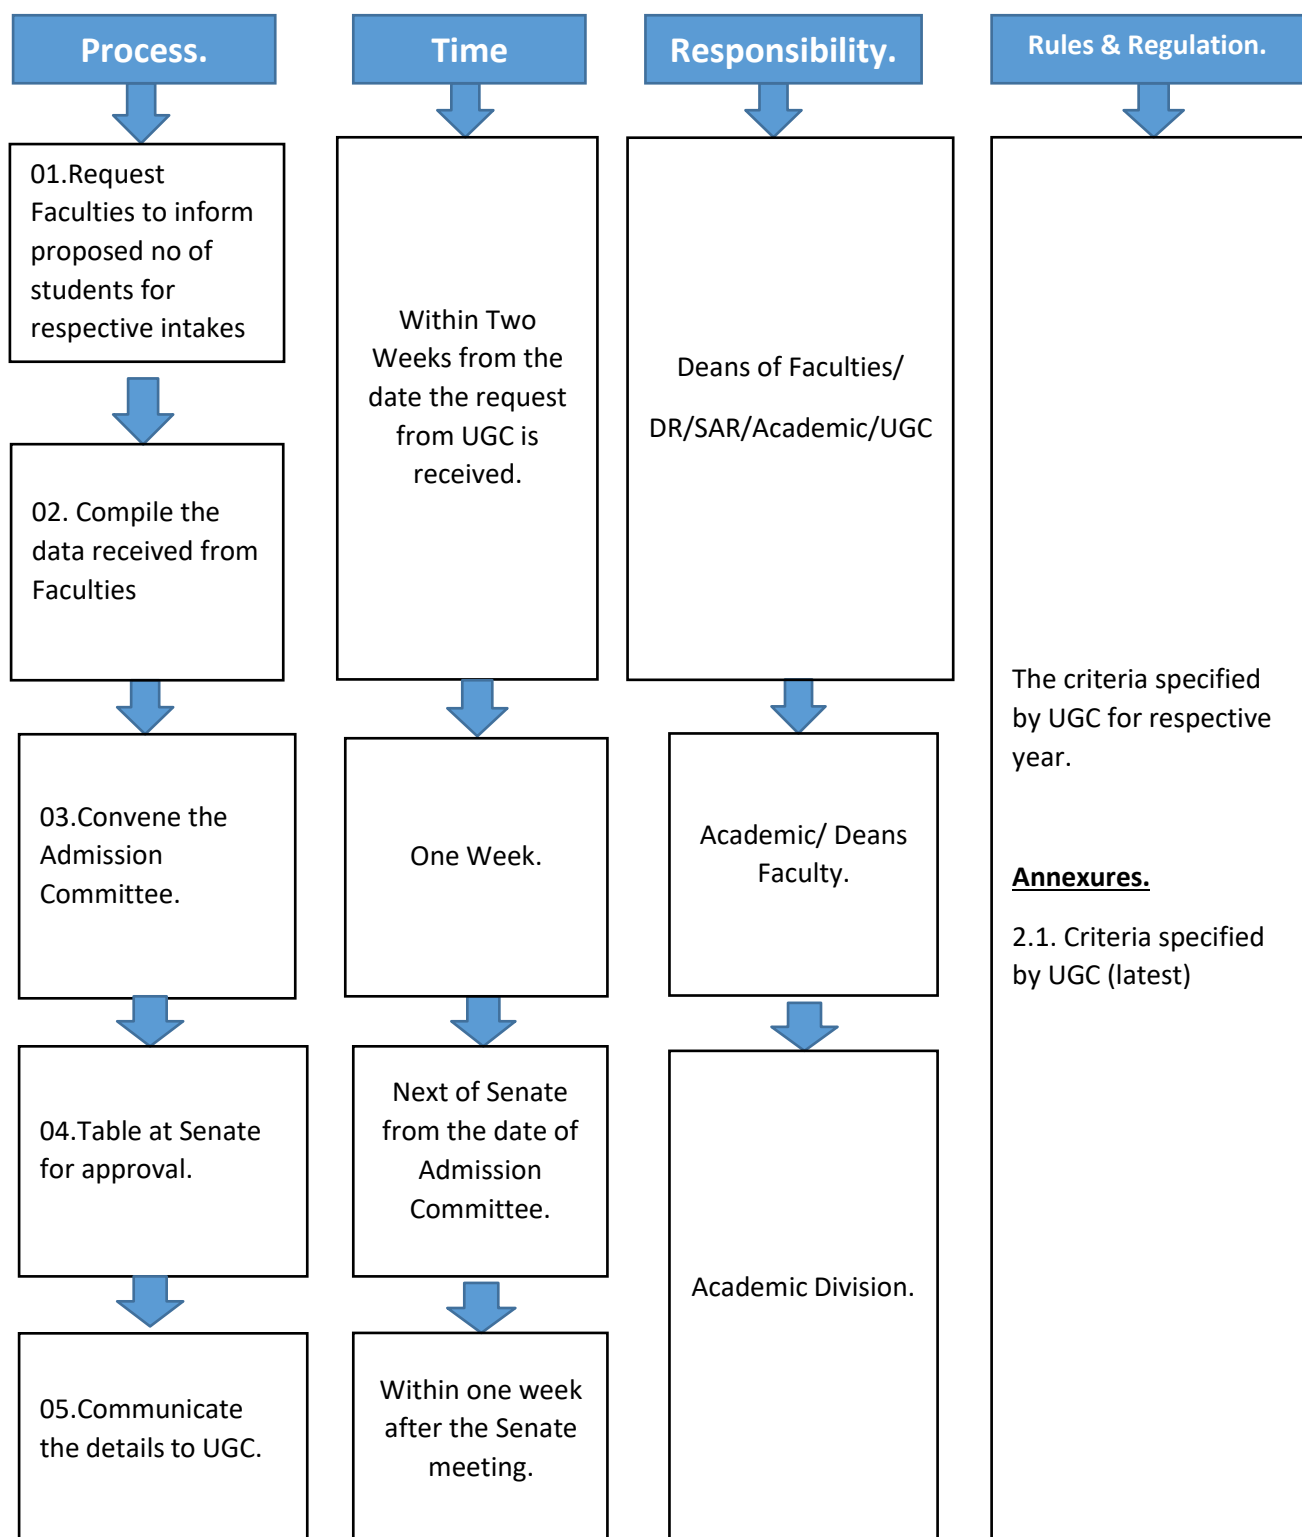 Process.
Time
Responsibility.
Rules & Regulation.
01.Request
Faculties to inform
proposed no of
students for
respective intakes
02. Compile the
data received from
Faculties
03.Convene the
Admission
Committee.
04.Table at Senate
for approval.
05.Communicate
the details to UGC.
Within Two
Weeks from the
date the request
from UGC is
received.
One Week.
Next of Senate
from the date of
Admission
Committee.
Within one week
after the Senate
meeting.
Deans of Faculties/
DR/SAR/Academic/UGC
Academic/ Deans
Faculty.
Academic Division.
The criteria specified
by UGC for respective
year.
Annexures.
2.1. Criteria specified
by UGC (latest)